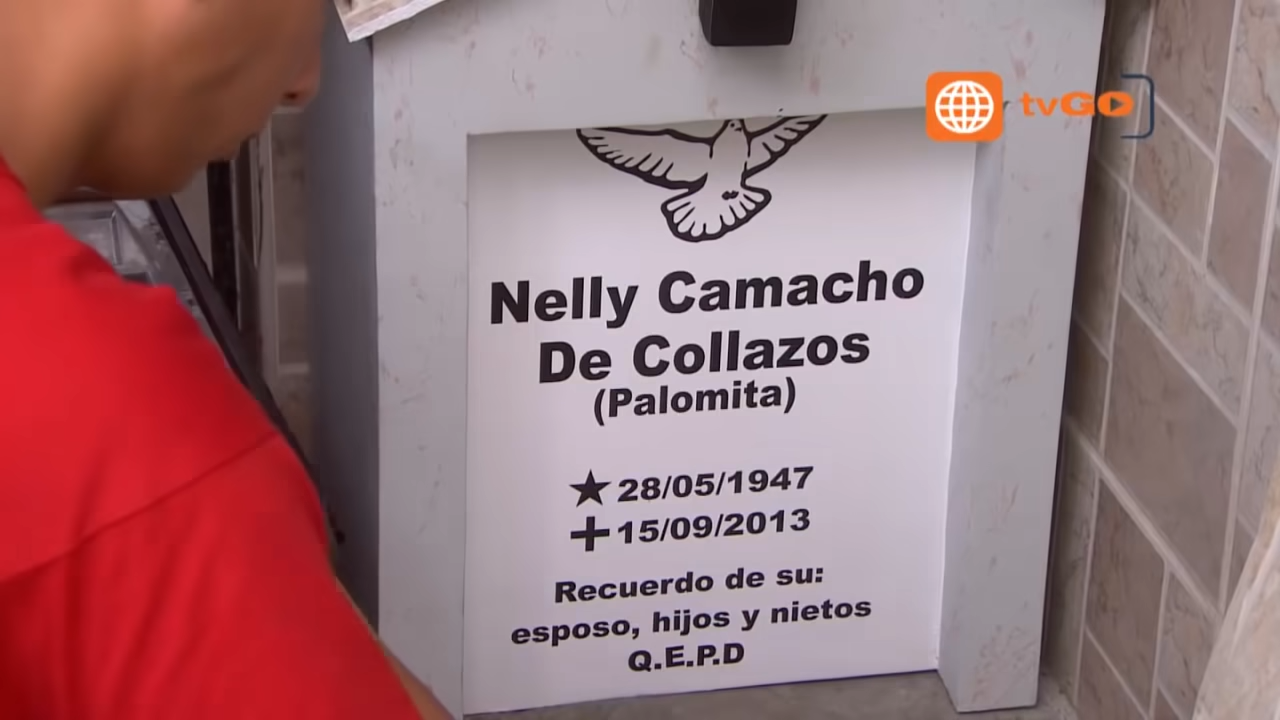 tvGO
Nelly Camacho
De Collazos
(Palomita)
★ 28/05/1947
+ 15/09/2013
Recuerdo de su:
esposo, hijos y nietos
Q.E.P.D